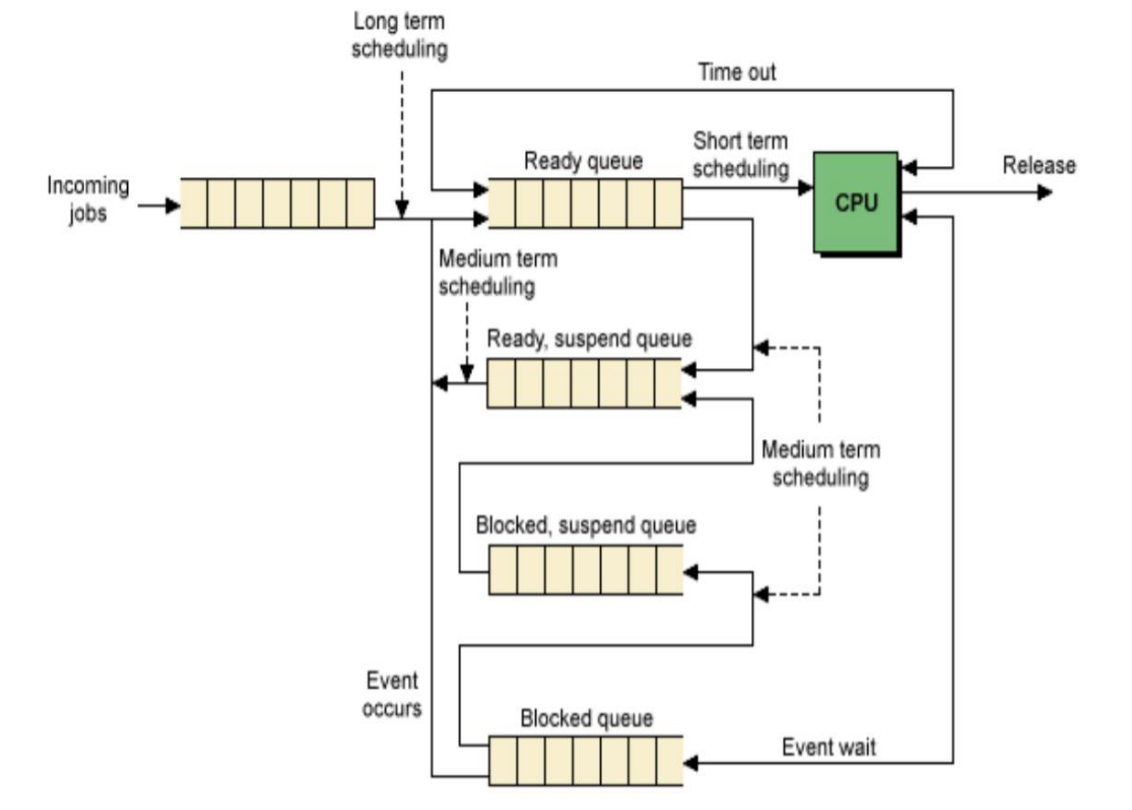 Long term
scheduling
Time out
Short term
scheduling
Ready queue
Release
Incoming
jobs
CPU
Medium term
scheduling
Ready, suspend queue
Medium term
scheduling
Blocked, suspend queue
Event
occurs
Blocked queue
Event wait